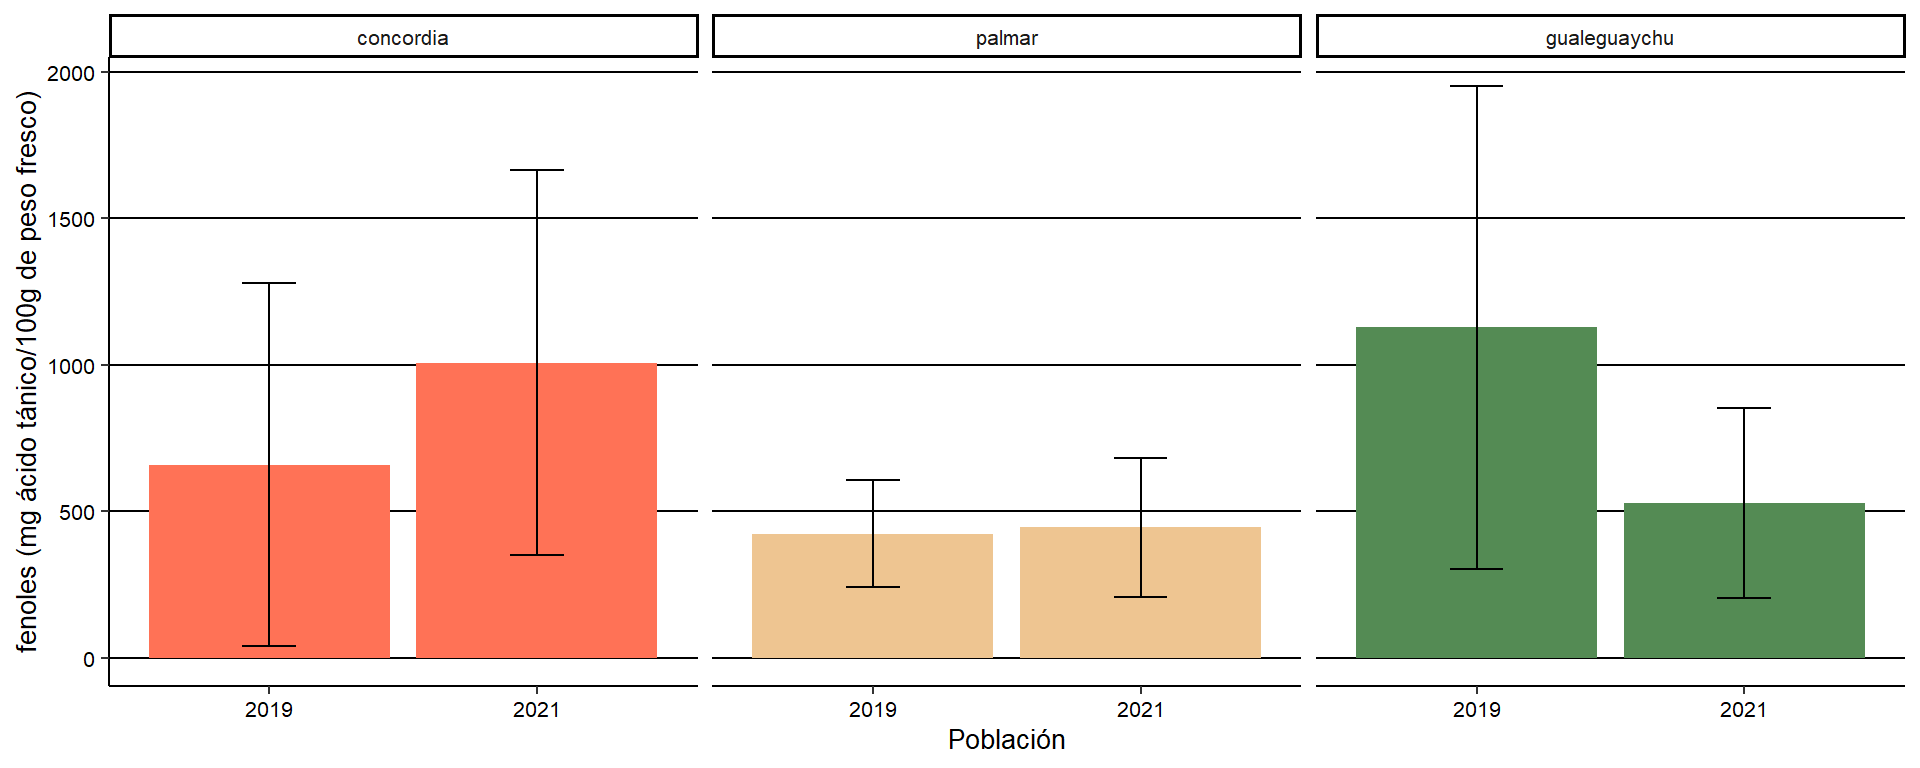 concordia
palmar
gualeguaychu
fenoles (mg ácido tánico/100g de peso fresco)
2000
1500
1000
500
0
2019
2021
2019
2021
2019
2021
Población